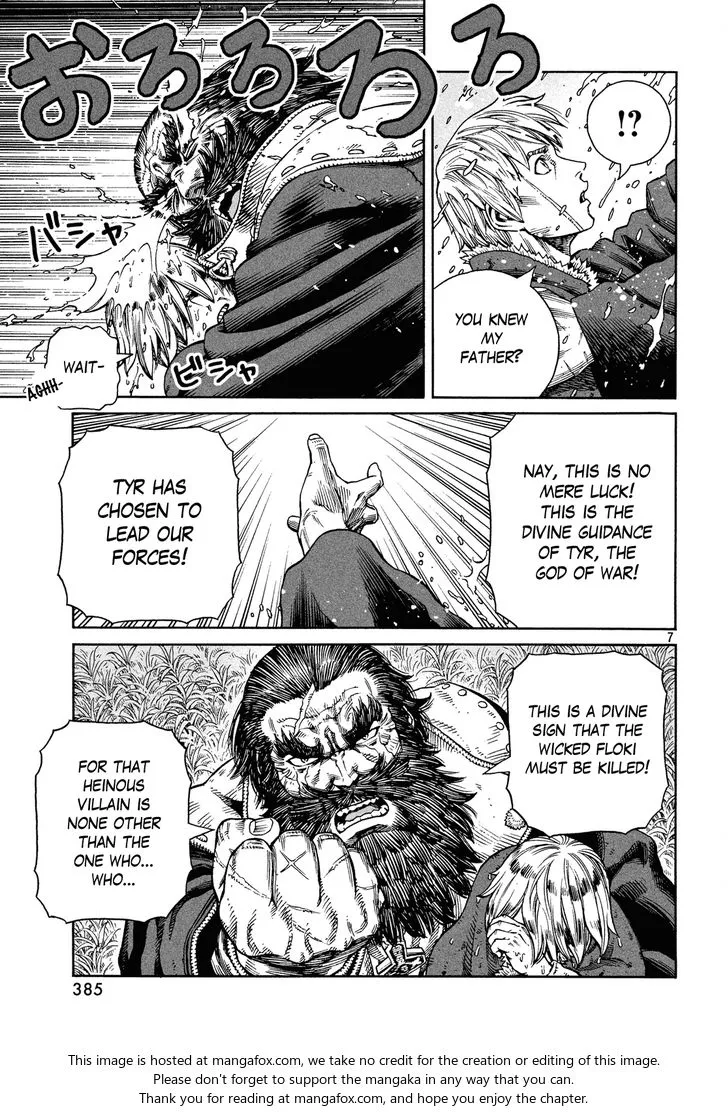 !?
YOU KNEW
MY
FATHER?
おろろろろ
バシャ
ビシャ
WAIT-
AGHH-
NAY, THIS IS NO
MERE LUCK!
THIS IS THE
DIVINE GUIDANCE
OF TYR, THE
GOD OF WAR!
TYR HAS
CHOSEN TO
LEAD OUR
FORCES!
7
THIS IS A DIVINE
SIGN THAT THE
WICKED FLOKI
MUST BE KILLED!
FOR THAT
HEINOUS
VILLAIN IS
NONE OTHER
THAN THE
ONE WHO...
WHO...
385
This image is hosted at mangafox.com, we take no credit for the creation or editing of this image.
Please don't forget to support the mangaka in any way that you can.
Thank you for reading at mangafox.com, and hope you enjoy the chapter.